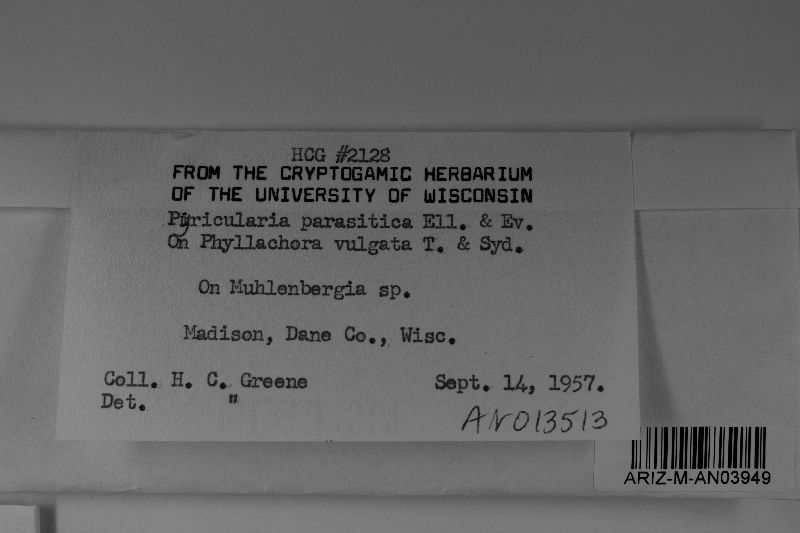 HCG #2128
FROM THE CRYPTOGAMIC HERBARIUM
OF THE UNIVERSITY OF WISCONSIN
Pyricularia parasitica Ell. & Ev.
On Phyllachora vulgata T. & Syd.
On Muhlenbergia sp.
Madison, Dane Co., Wisc.
Coll. H. C. Greene Sept. 14, 1957.
Det. "
AN013513
ARIZ-M-AN03949